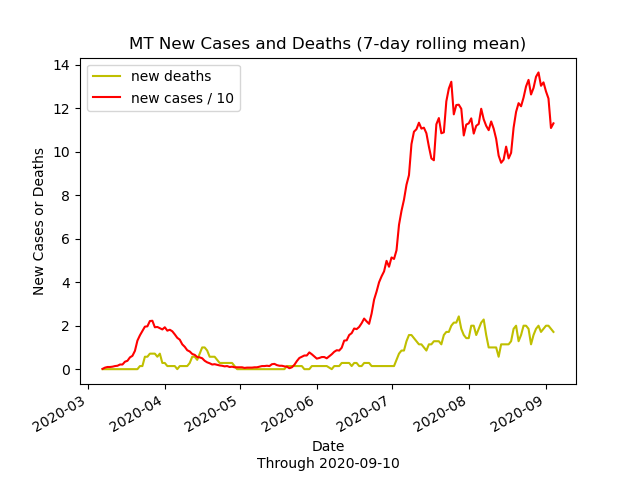 MT New Cases and Deaths (7-day rolling mean)
new deaths
new cases / 10
14
12
10
8
6
4
2
0
New Cases or Deaths
2020-03
2020-04
2020-05
2020-06
2020-07
2020-08
2020-09
Date
Through 2020-09-10